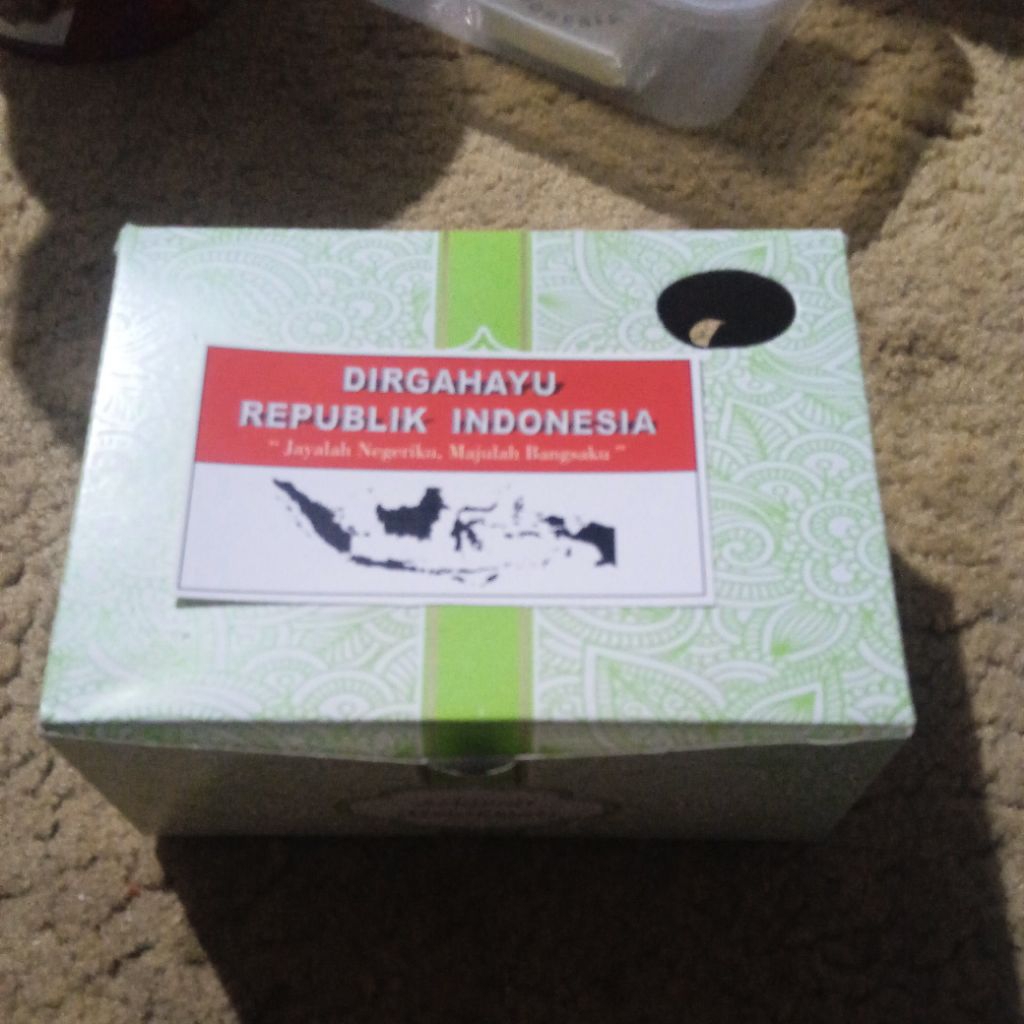 DIRGAHAYU
REPUBLIK INDONESIA
" Jayalah Negeriku, Majulah Bangsaku "